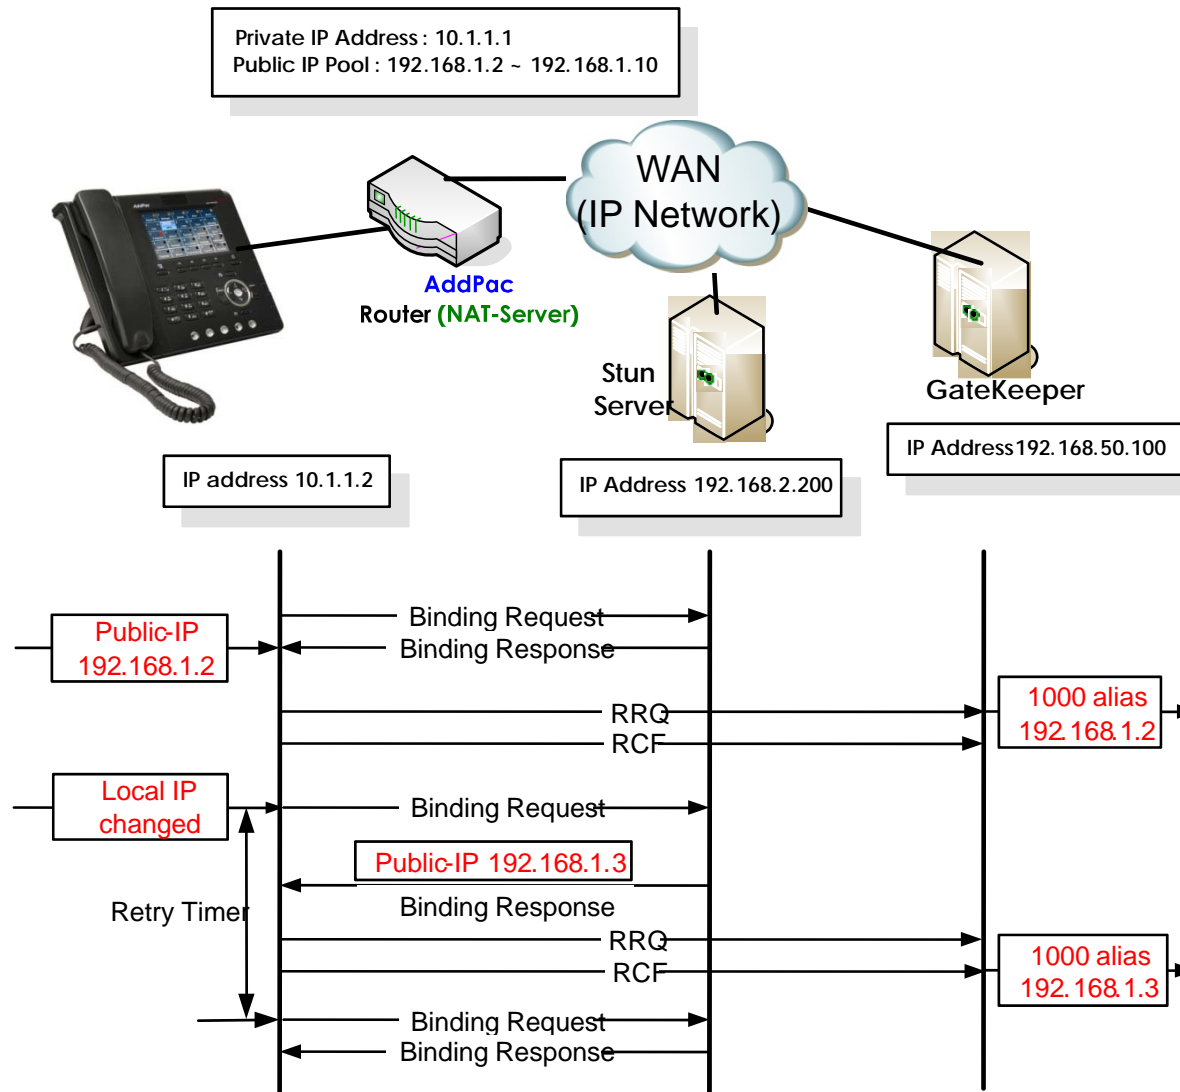 Private IP Address : 10.1.1.1
Public IP Pool : 192.168.1.2 ~ 192.168.1.10
WAN
(IP Network)
AddPac
AddPac
Router (NAT-Server)
Stun
Server
GateKeeper
IP address 10.1.1.2
IP Address 192.168.2.200
IP Address192.168.50.100
Binding Request
Public-IP
192.168.1.2
Binding Response
RRQ
1000 alias
192.168.1.2
RCF
Local IP
changed
Binding Request
Public-IP 192.168.1.3
Retry Timer
Binding Response
RRQ
RCF
1000 alias
192.168.1.3
Binding Request
Binding Response